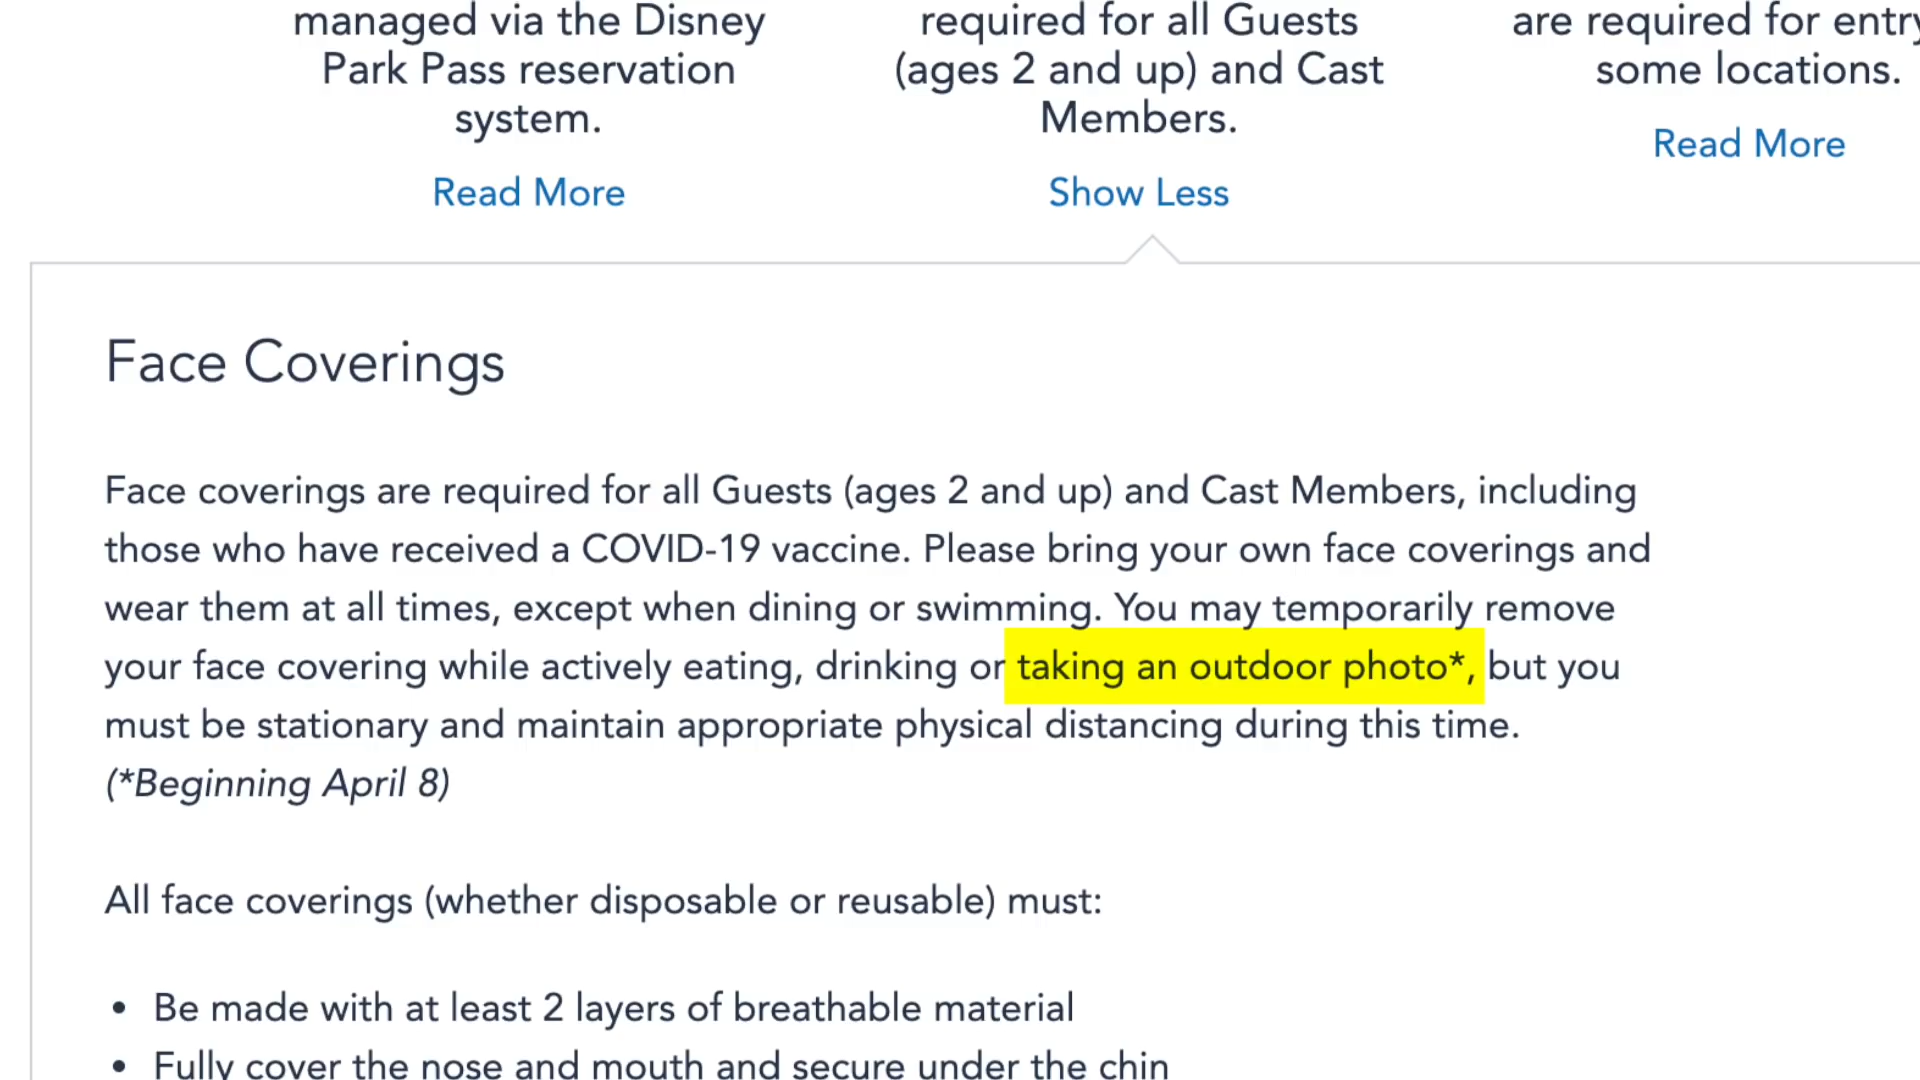 managed via the Disney
Park Pass reservation
system.
Read More
required for all Guests
(ages 2 and up) and Cast
Members.
Show Less
are required for entry
some locations.
Read More
Face Coverings
Face coverings are required for all Guests (ages 2 and up) and Cast Members, including
those who have received a COVID-19 vaccine. Please bring your own face coverings and
wear them at all times, except when dining or swimming. You may temporarily remove
your face covering while actively eating, drinking or taking an outdoor photo*, but you
must be stationary and maintain appropriate physical distancing during this time.
(*Beginning April 8)
All face coverings (whether disposable or reusable) must:
• Be made with at least 2 layers of breathable material
• Fully cover the nose and mouth and secure under the chin